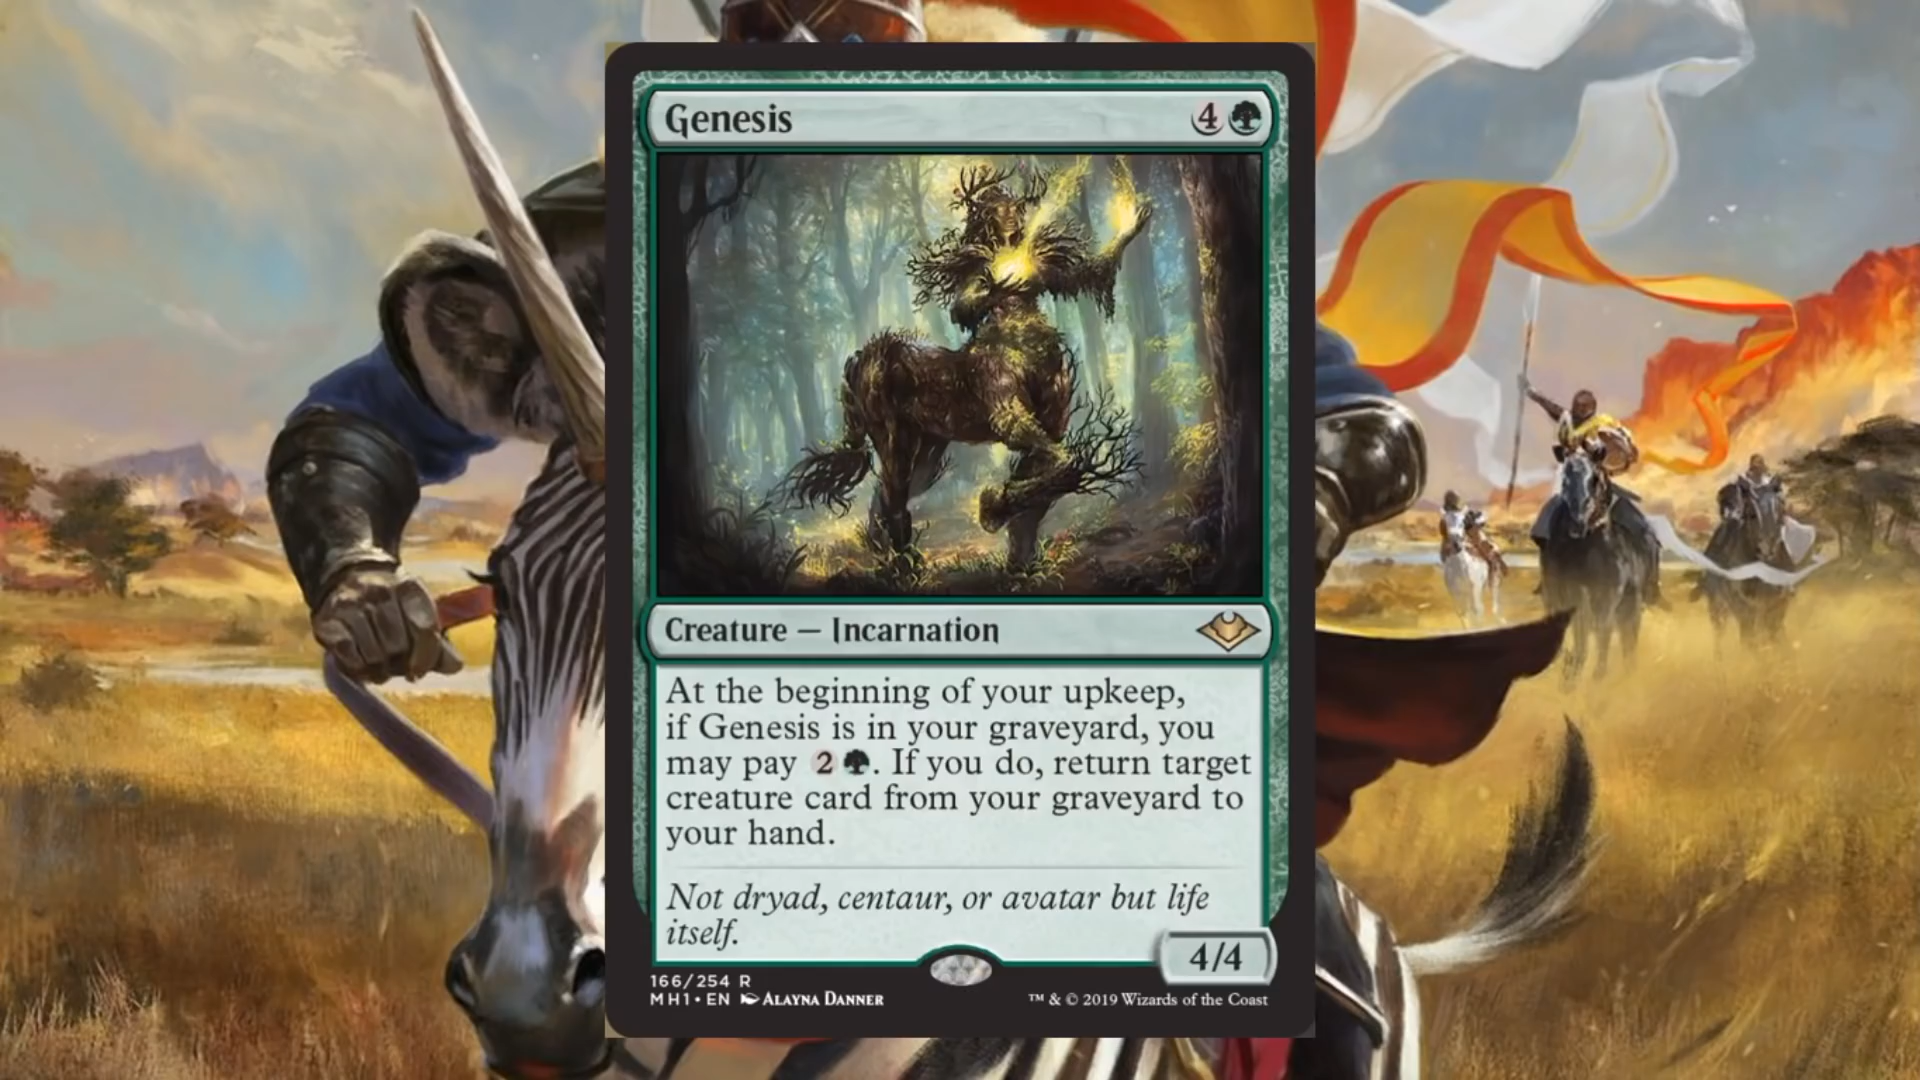 Genesis 4
Creature — Incarnation
At the beginning of your upkeep,
if Genesis is in your graveyard, you
may pay 2 . If you do, return target
creature card from your graveyard to
your hand.
Not dryad, centaur, or avatar but life
itself.
4/4
166/254 R
MH1 • EN ALAYNA DANNER
™ & © 2019 Wizards of the Coast